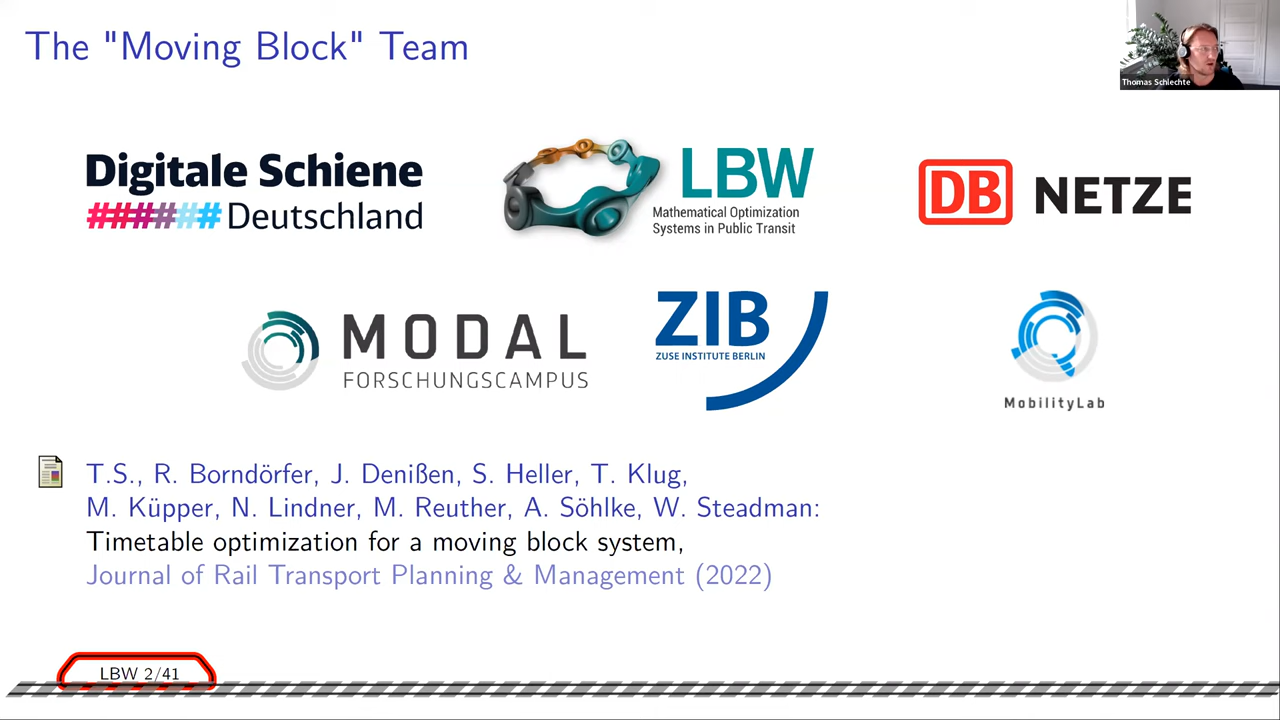 The "Moving Block" Team
Thomas Schlechte
Digitale Schiene
###### Deutschland
LBW
Mathematical Optimization
Systems in Public Transit
DB NETZE
MODAL
FORSCHUNGSCAMPUS
ZIB
ZUSE INSTITUTE BERLIN
MobilityLab
T.S., R. Borndörfer, J. Denißen, S. Heller, T. Klug,
M. Küpper, N. Lindner, M. Reuther, A. Söhlke, W. Steadman:
Timetable optimization for a moving block system,
Journal of Rail Transport Planning & Management (2022)
LBW 2/41